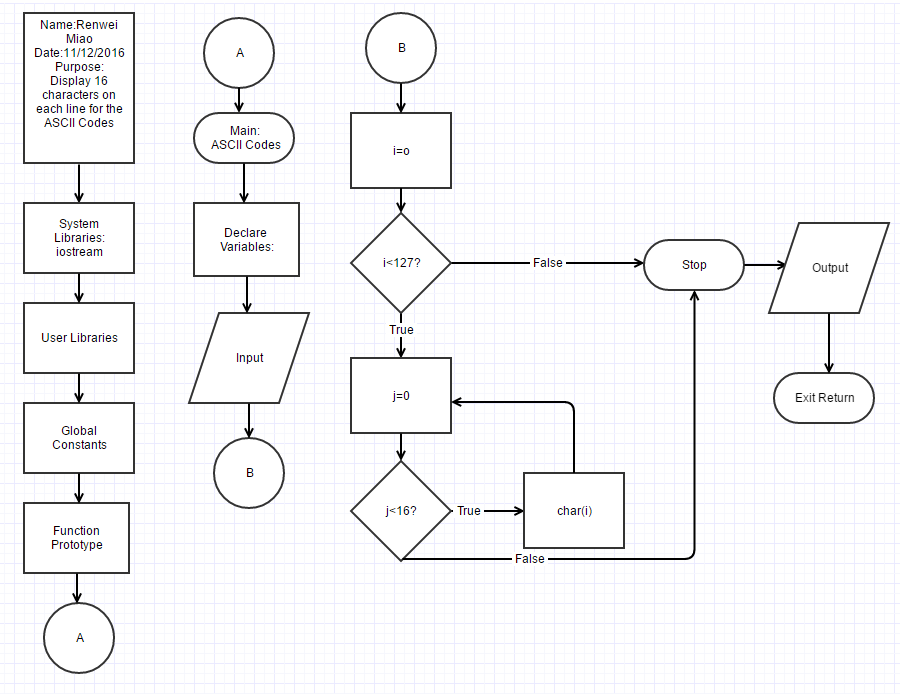 Name:Renwei
Miao
Date:11/12/2016
Purpose:
Display 16
characters on
each line for the
ASCII Codes
System
Libraries:
iostream
User Libraries
Global
Constants
Function
Prototype
A
A
Main:
ASCII Codes
Declare
Variables:
Input
B
B
i=o
i<127?
False
True
j=0
j<16?
True
char(i)
False
Stop
Output
Exit Return